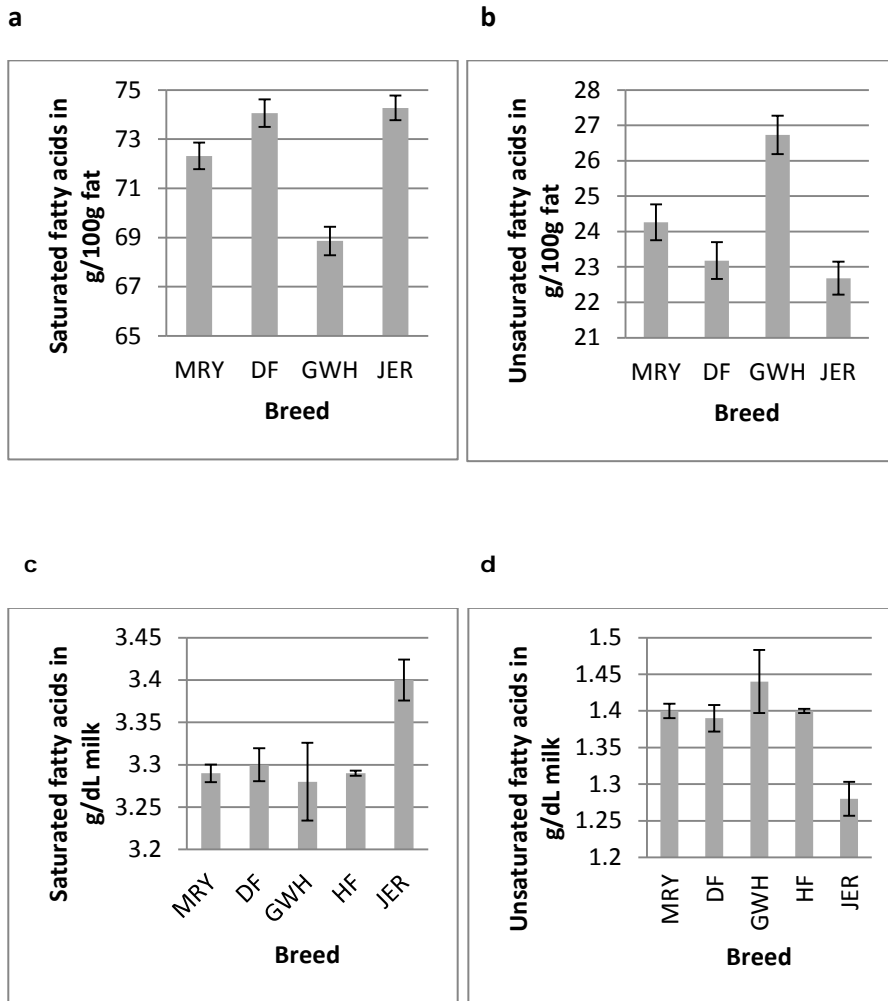 a
Saturated fatty acids in
g/100g fat
75
73
71
69
67
65
MRY DF GWH JER
Breed
b
Unsaturated fatty acids in
g/100g fat
28
27
26
25
24
23
22
21
MRY DF GWH JER
Breed
c
Saturated fatty acids in
g/dL milk
3.45
3.4
3.35
3.3
3.25
3.2
MRY DF GWH HF JER
Breed
d
Unsaturated fatty acids in
g/dL milk
1.5
1.45
1.4
1.35
1.3
1.25
1.2
MRY DF GWH HF JER
Breed